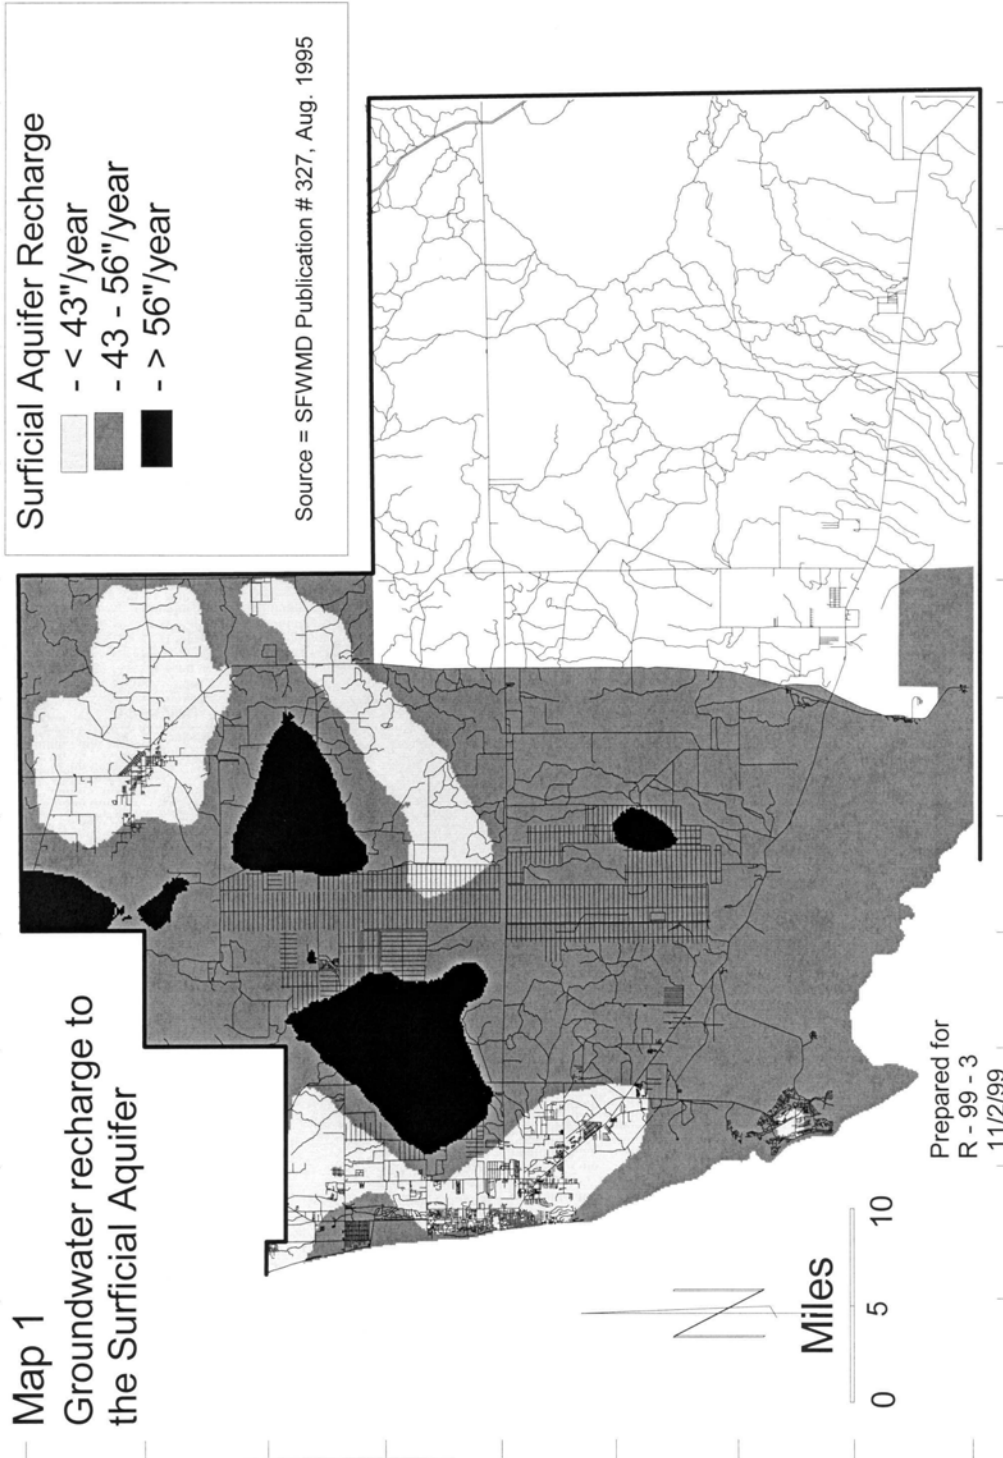 Map 1
Groundwater recharge to
the Surficial Aquifer
Surficial Aquifer Recharge
- < 43"/year
- 43 - 56"/year
- > 56"/year
Source = SFWMD Publication # 327, Aug. 1995
N
Miles
0 5 10
Prepared for
R - 99 - 3
11/2/99